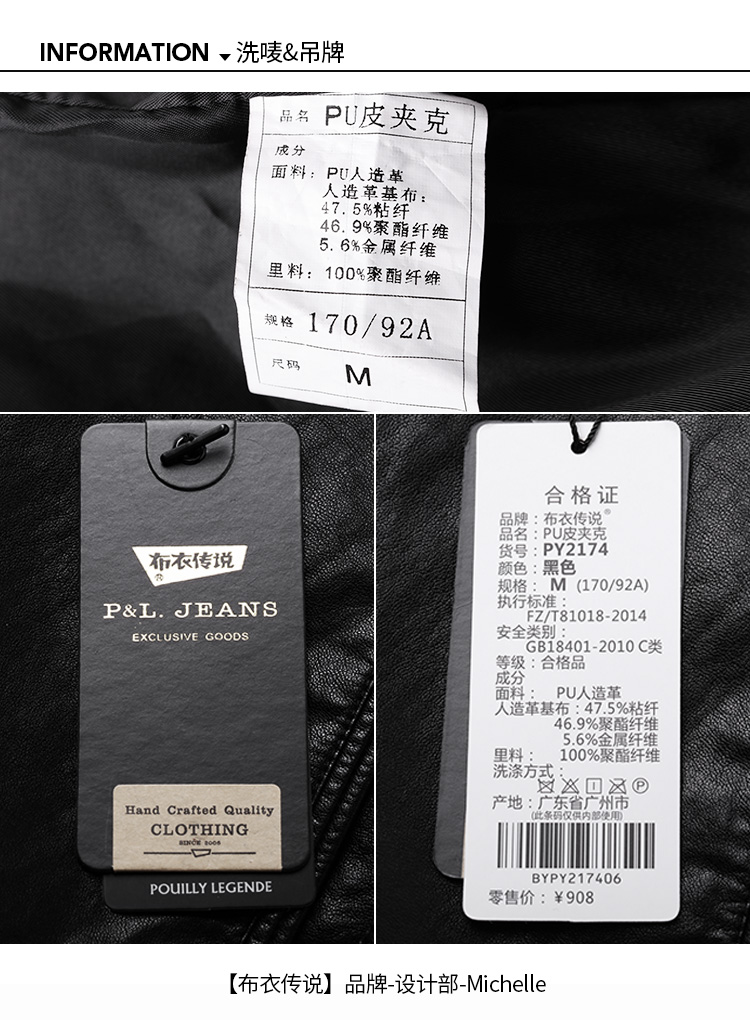 INFORMATION 洗唛&吊牌
品名 PU皮夹克
成分
面料: PU人造革
人造革基布:
47.5%粘纤
46.9%聚酯纤维
5.6%金属纤维
里料: 100%聚酯纤维
规格 170/92A
尺码 M
布衣传说
®
P&L. JEANS
EXCLUSIVE GOODS
Hand Crafted Quality
CLOTHING
SINCE 2006
POUILLY LEGENDE
合格证
品牌:布衣传说®
品名:PU皮夹克
货号:PY2174
颜色:黑色
规格: M (170/92A)
执行标准:
FZ/T81018-2014
安全类别:
GB18401-2010 C类
等级:合格品
成分
面料: PU人造革
人造革基布:47.5%粘纤
46.9%聚酯纤维
5.6%金属纤维
里料: 100%聚酯纤维
洗涤方式:
产地:广东省广州市
(此条码仅供内部使用)
BYPY217406
零售价:¥908
【布衣传说】品牌-设计部-Michelle